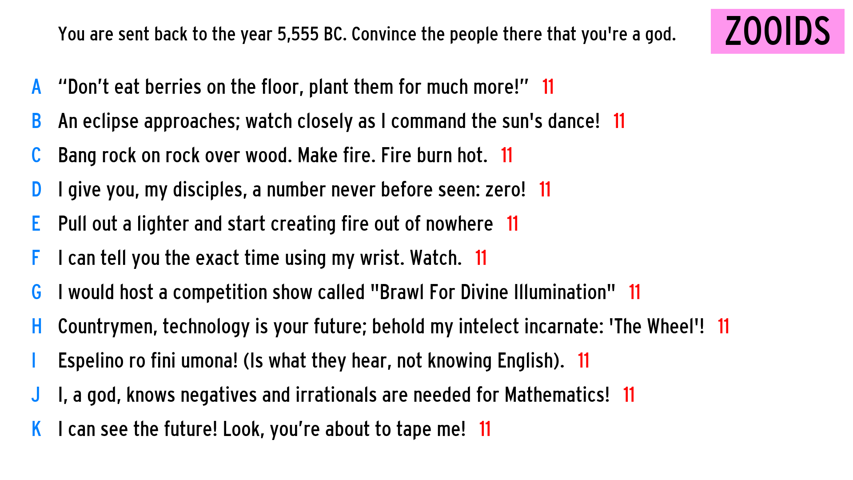 You are sent back to the year 5,555 BC. Convince the people there that you're a god.
ZOOIDS
A “Don’t eat berries on the floor, plant them for much more!” 11
B An eclipse approaches; watch closely as I command the sun's dance! 11
C Bang rock on rock over wood. Make fire. Fire burn hot. 11
D I give you, my disciples, a number never before seen: zero! 11
E Pull out a lighter and start creating fire out of nowhere 11
F I can tell you the exact time using my wrist. Watch. 11
G I would host a competition show called "Brawl For Divine Illumination" 11
H Countrymen, technology is your future; behold my intelect incarnate: 'The Wheel'! 11
I Espelino ro fini umona! (Is what they hear, not knowing English). 11
J I, a god, knows negatives and irrationals are needed for Mathematics! 11
K I can see the future! Look, you’re about to tape me! 11